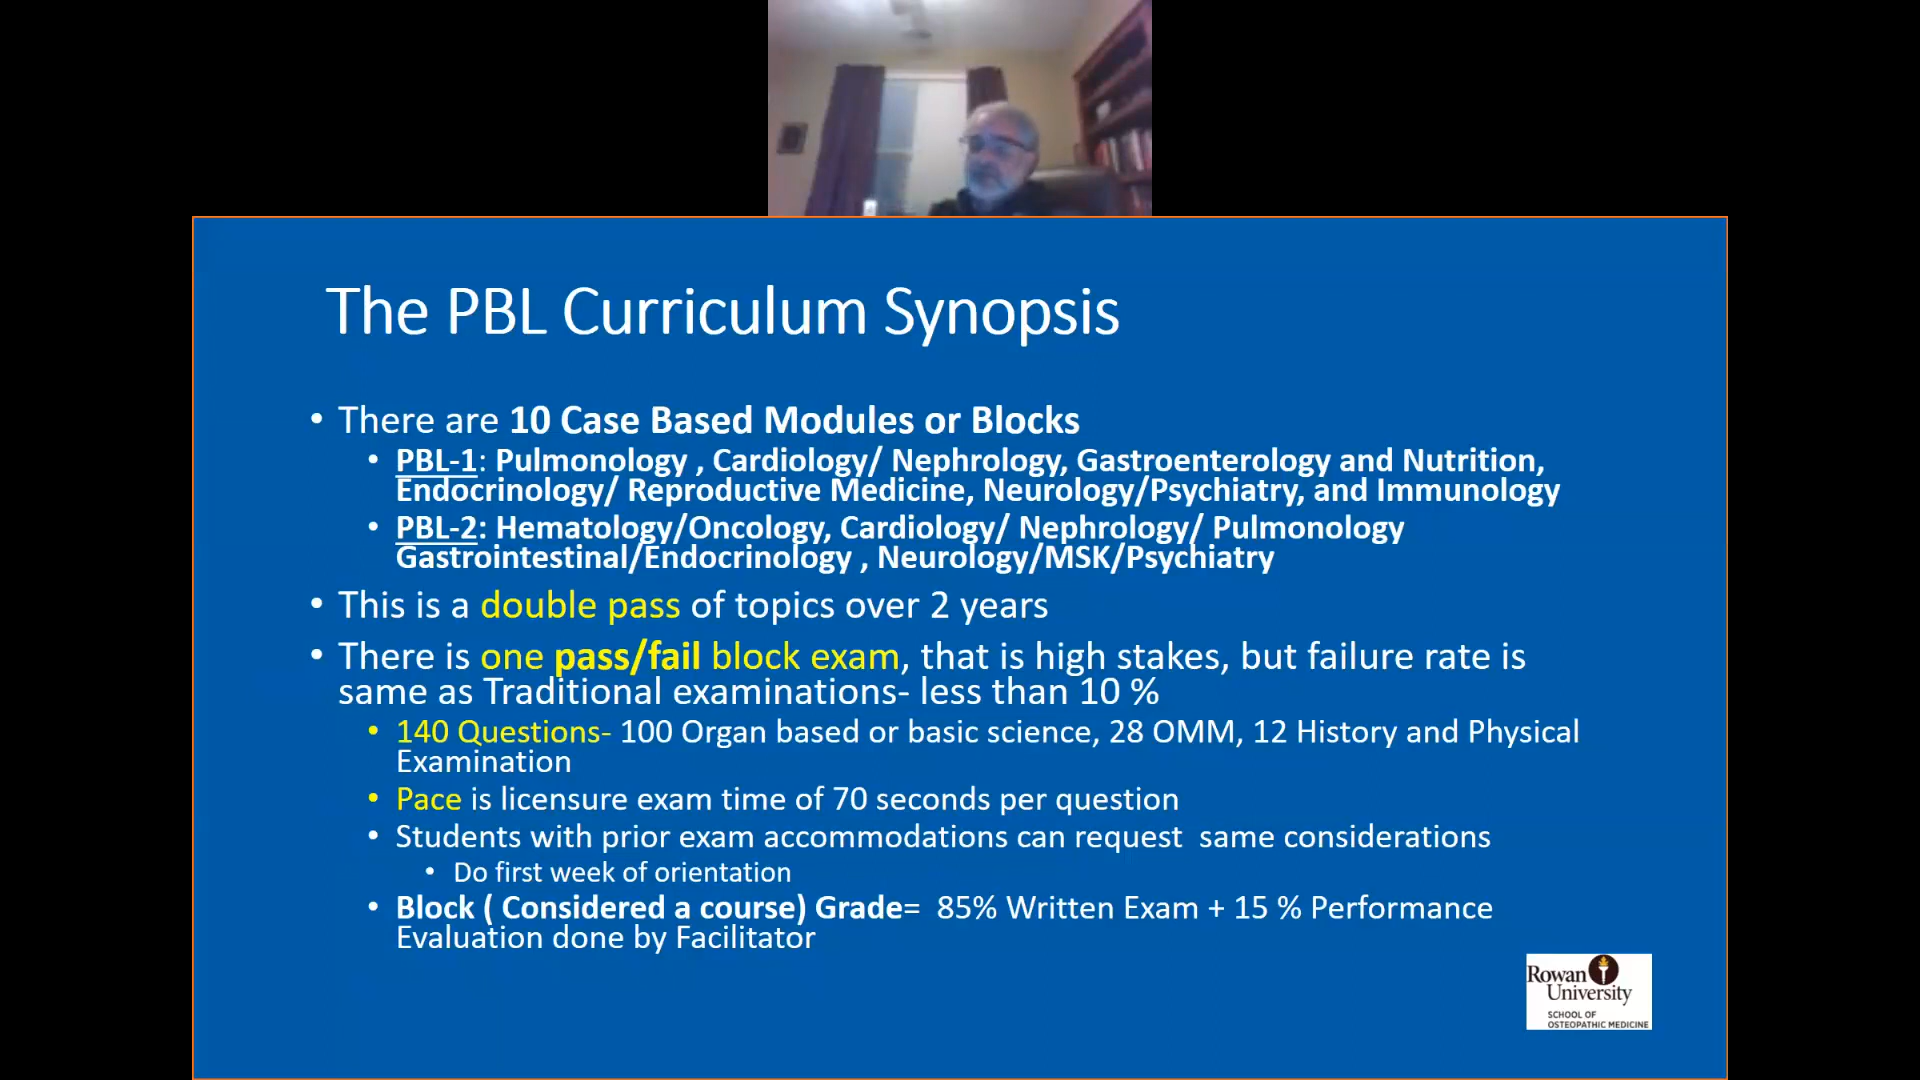 The PBL Curriculum Synopsis
• There are 10 Case Based Modules or Blocks
• PBL-1: Pulmonology , Cardiology/ Nephrology, Gastroenterology and Nutrition,
Endocrinology/ Reproductive Medicine, Neurology/Psychiatry, and Immunology
• PBL-2: Hematology/Oncology, Cardiology/ Nephrology/ Pulmonology
Gastrointestinal/Endocrinology , Neurology/MSK/Psychiatry
• This is a double pass of topics over 2 years
• There is one pass/fail block exam, that is high stakes, but failure rate is
same as Traditional examinations- less than 10 %
• 140 Questions- 100 Organ based or basic science, 28 OMM, 12 History and Physical
Examination
• Pace is licensure exam time of 70 seconds per question
• Students with prior exam accommodations can request  same considerations
• Do first week of orientation
• Block ( Considered a course) Grade=  85% Written Exam + 15 % Performance
Evaluation done by Facilitator
Rowan
University
SCHOOL OF
OSTEOPATHIC MEDICINE